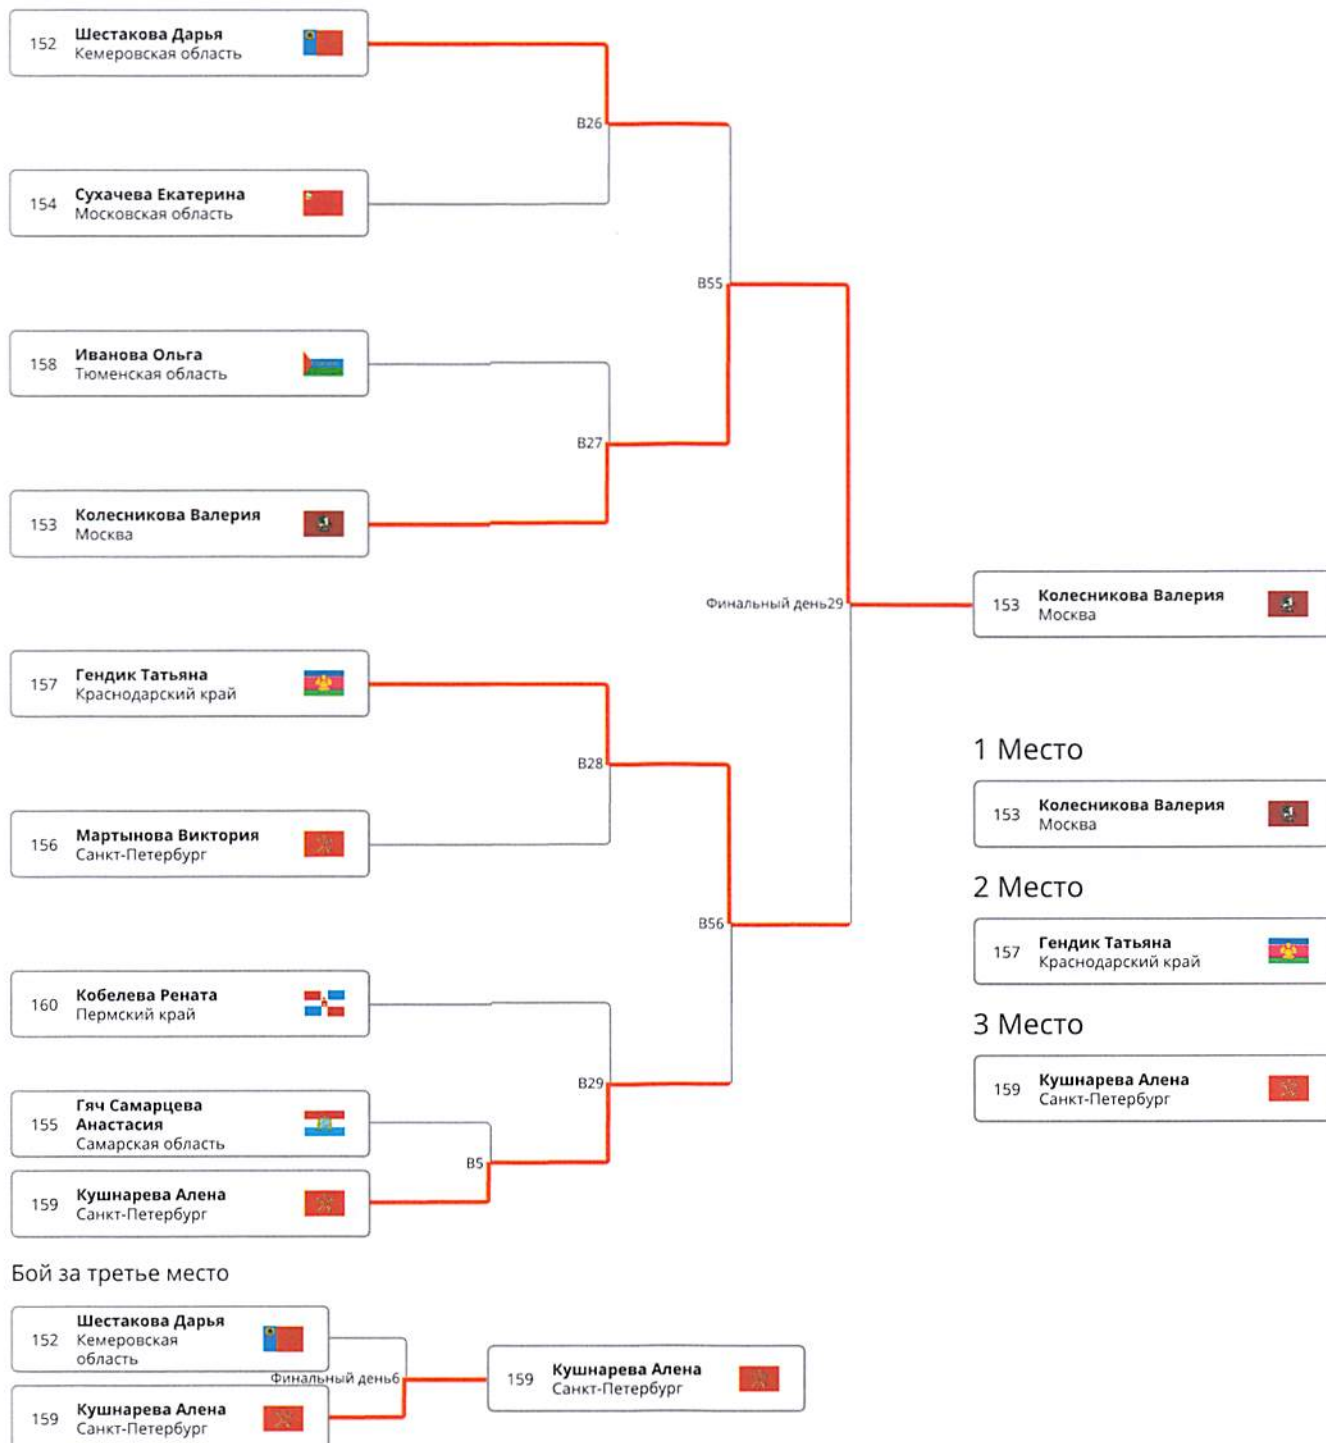 152
Шестакова Дарья
Кемеровская область
B26
154
Сухачева Екатерина
Московская область
B55
158
Иванова Ольга
Тюменская область
B27
153
Колесникова Валерия
Москва
Финальный день29
153
Колесникова Валерия
Москва
157
Гендик Татьяна
Краснодарский край
B28
156
Мартынова Виктория
Санкт-Петербург
B56
160
Кобелева Рената
Пермский край
B29
155
Гяч Самарцева
Анастасия
Самарская область
B5
159
Кушнарева Алена
Санкт-Петербург
1 Место
153
Колесникова Валерия
Москва
2 Место
157
Гендик Татьяна
Краснодарский край
3 Место
159
Кушнарева Алена
Санкт-Петербург
Бой за третье место
152
Шестакова Дарья
Кемеровская
область
Финальный день6
159
Кушнарева Алена
Санкт-Петербург
159
Кушнарева Алена
Санкт-Петербург